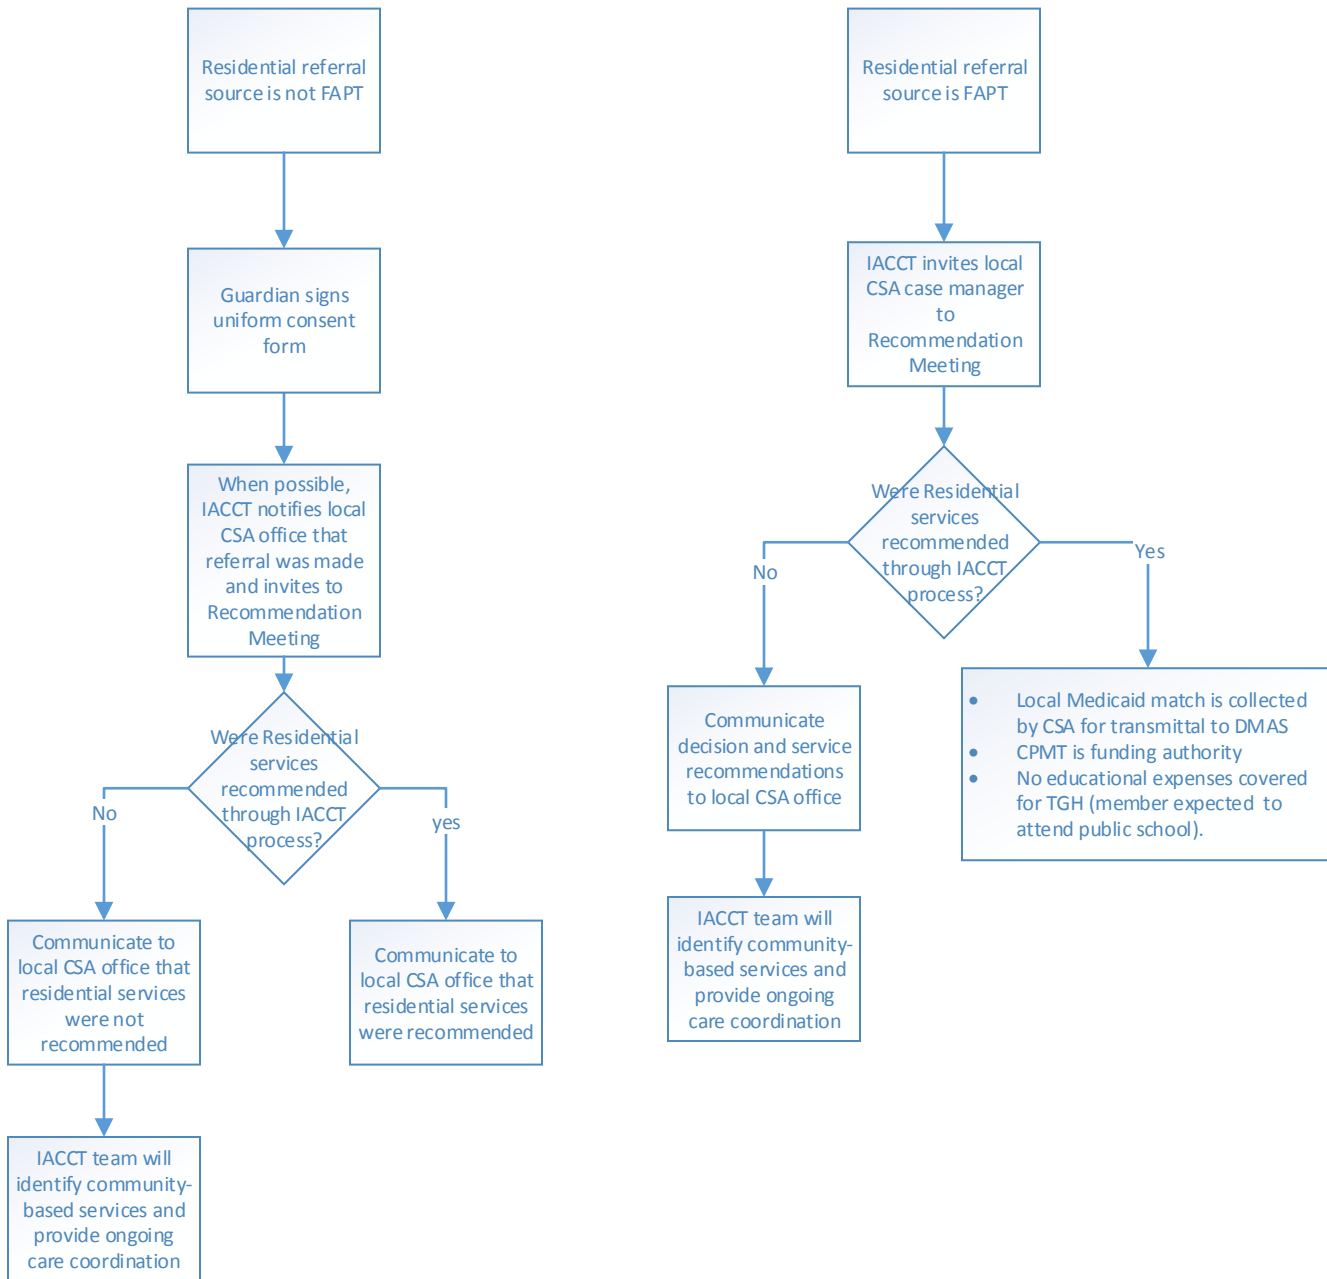 Residential referral
source is not FAPT
Guardian signs
uniform consent
form
When possible,
IACCT notifies local
CSA office that
referral was made
and invites to
Recommendation
Meeting
Were Residential
services
recommended
through IACCT
process?
No
yes
Communicate to
local CSA office that
residential services
were not
recommended
Communicate to
local CSA office that
residential services
were recommended
IACCT team will
identify community-
based services and
provide ongoing
care coordination
Residential referral
source is FAPT
IACCT invites local
CSA case manager
to
Recommendation
Meeting
Were Residential
services
recommended
through IACCT
process?
No
Yes
Communicate
decision and service
recommendations
to local CSA office
• Local Medicaid match is collected
by CSA for transmittal to DMAS
• CPMT is funding authority
• No educational expenses covered
for TGH (member expected to
attend public school).
IACCT team will
identify community-
based services and
provide ongoing
care coordination